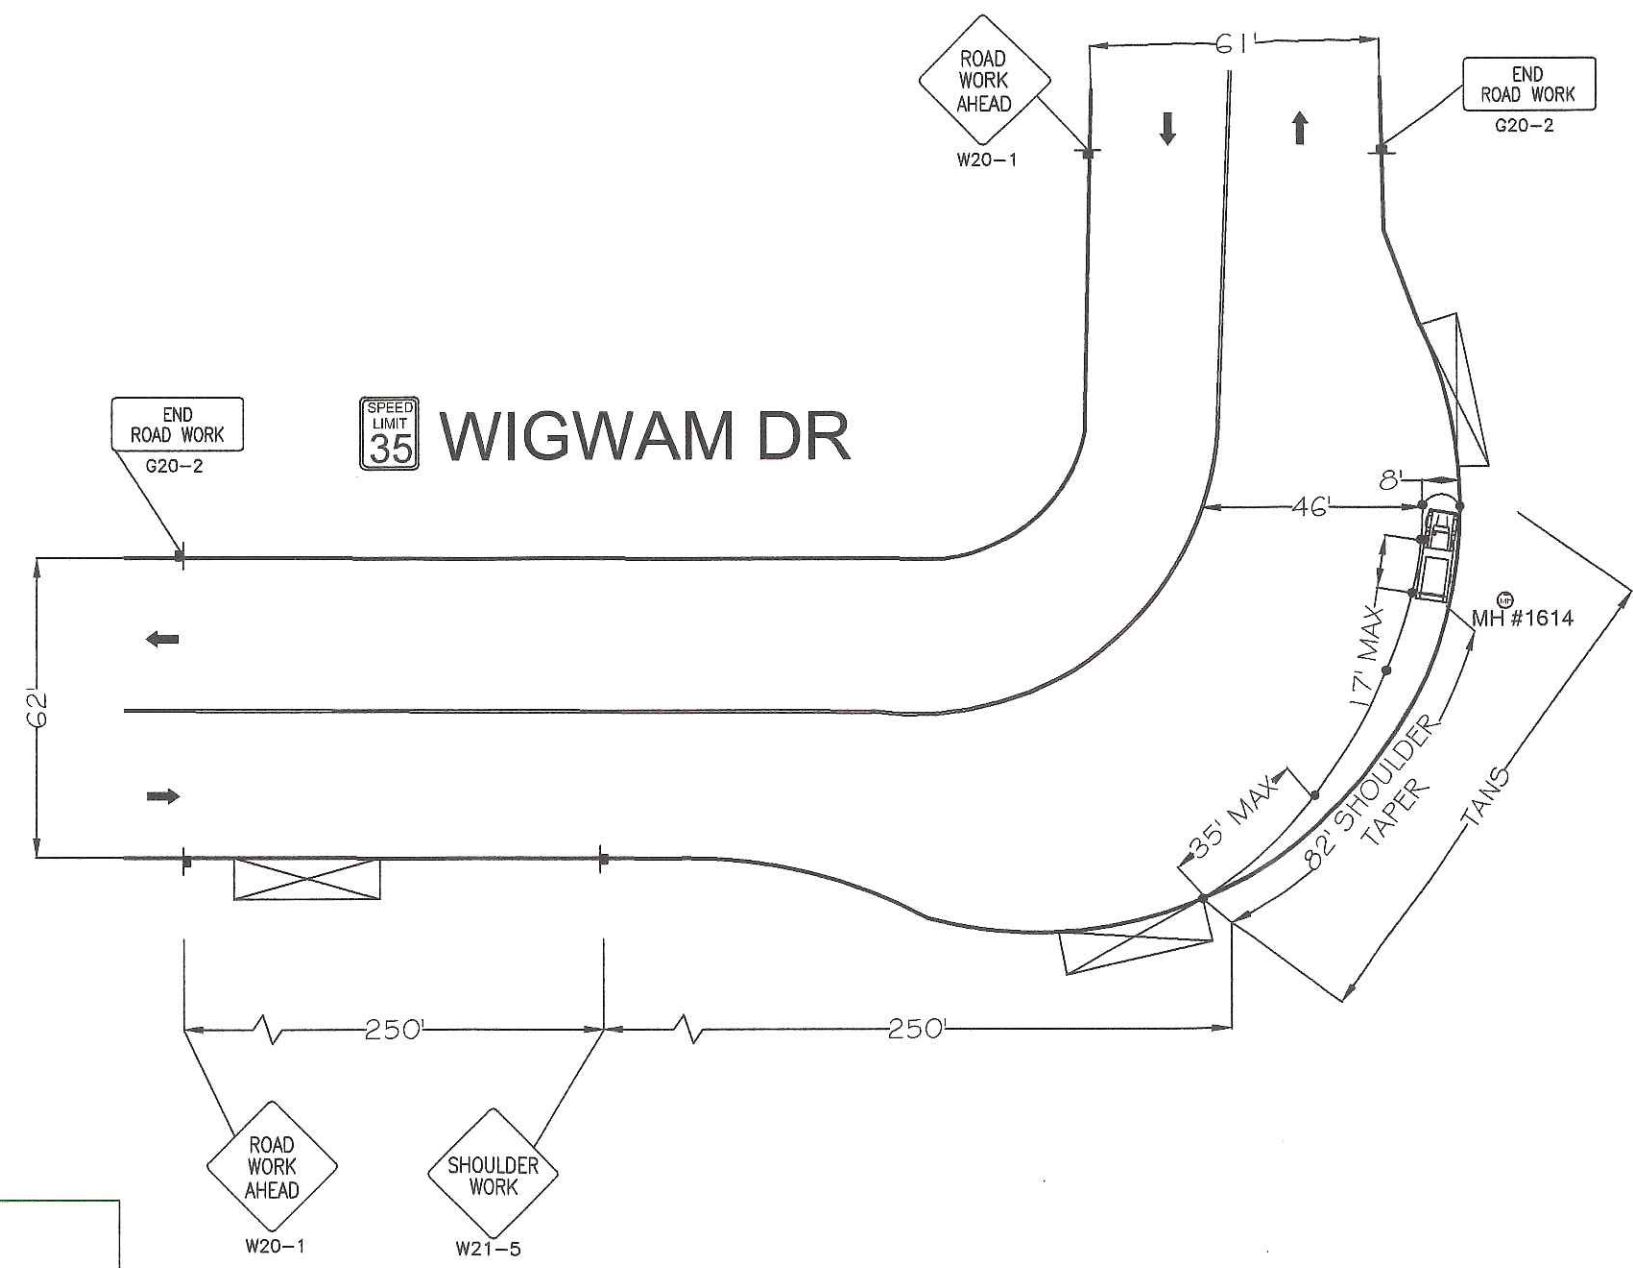 61'
ROAD
WORK
AHEAD
W20-1
END
ROAD WORK
G20-2
END
ROAD WORK
G20-2
SPEED
LIMIT
35
WIGWAM DR
8'
46'
MH
MH #1614
17' MAX
62'
35' MAX
82' SHOULDER
TAPER
TANS
250'
250'
ROAD
WORK
AHEAD
W20-1
SHOULDER
WORK
W21-5